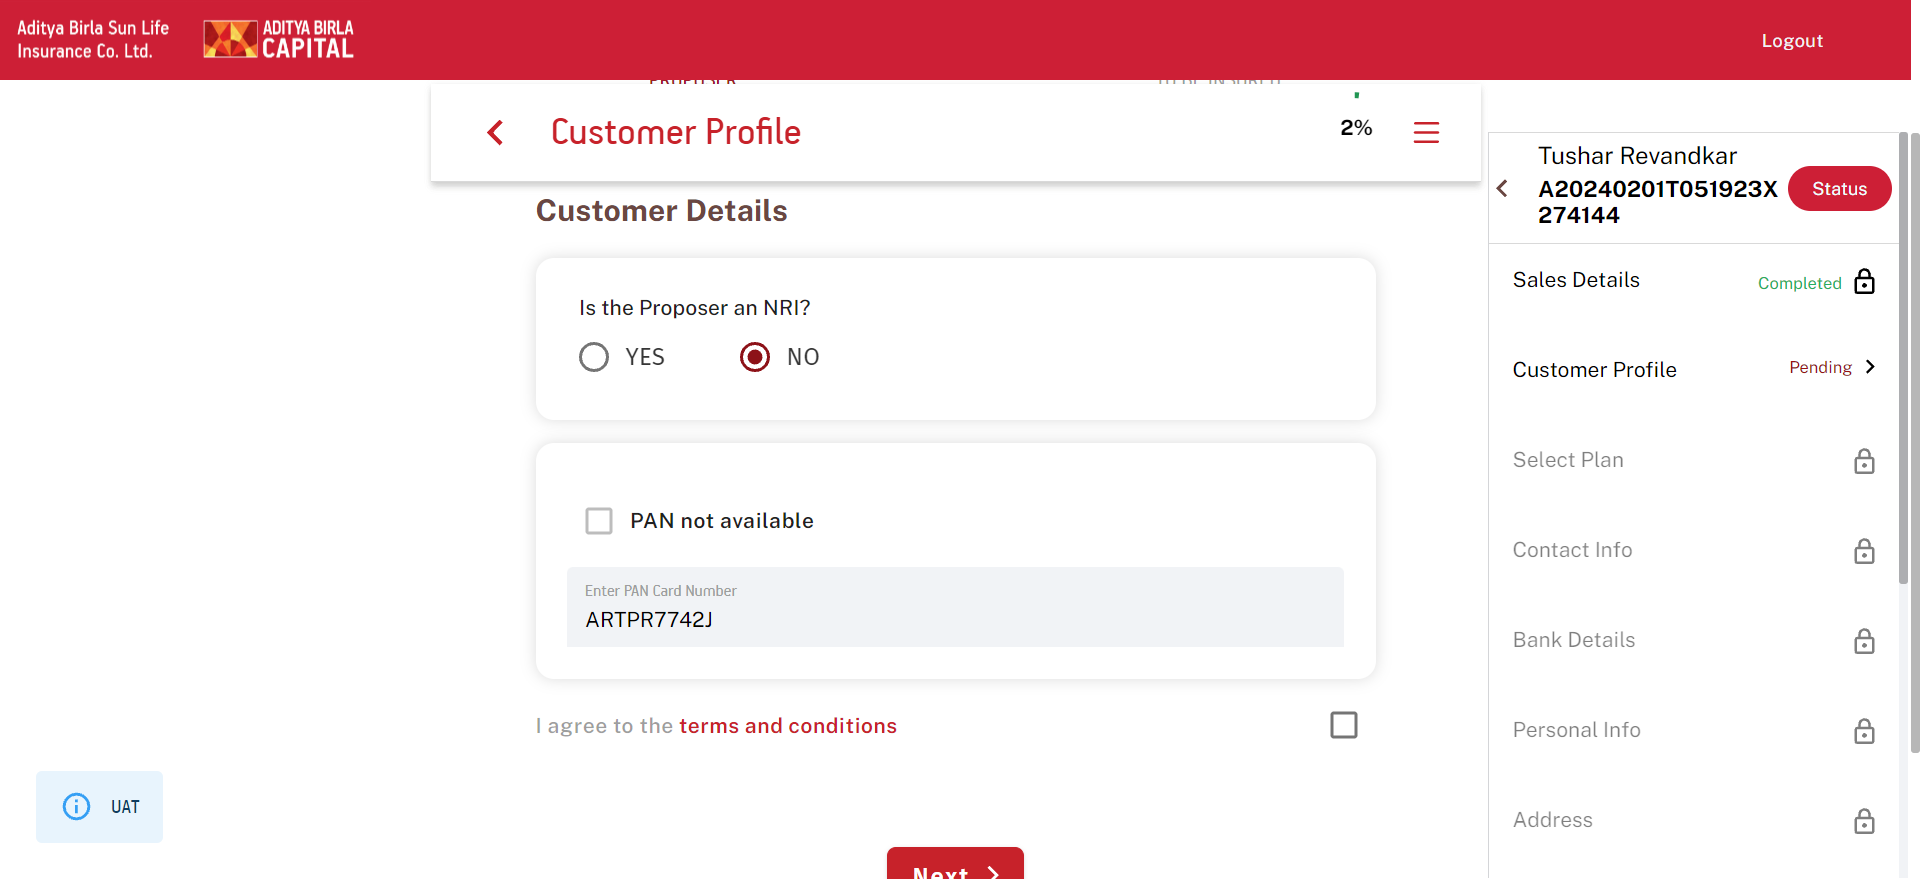 Aditya Birla Sun Life
Insurance Co. Ltd.
ADITYA BIRLA
CAPITAL
Logout
PROPOSER
Customer Profile
2%
Customer Details
Is the Proposer an NRI?
YES
NO
PAN not available
Enter PAN Card Number
ARTPR7742J
I agree to the terms and conditions
UAT
Next
Tushar Revandkar
A20240201T051923X
274144
Status
Sales Details
Completed
Customer Profile
Pending
Select Plan
Contact Info
Bank Details
Personal Info
Address